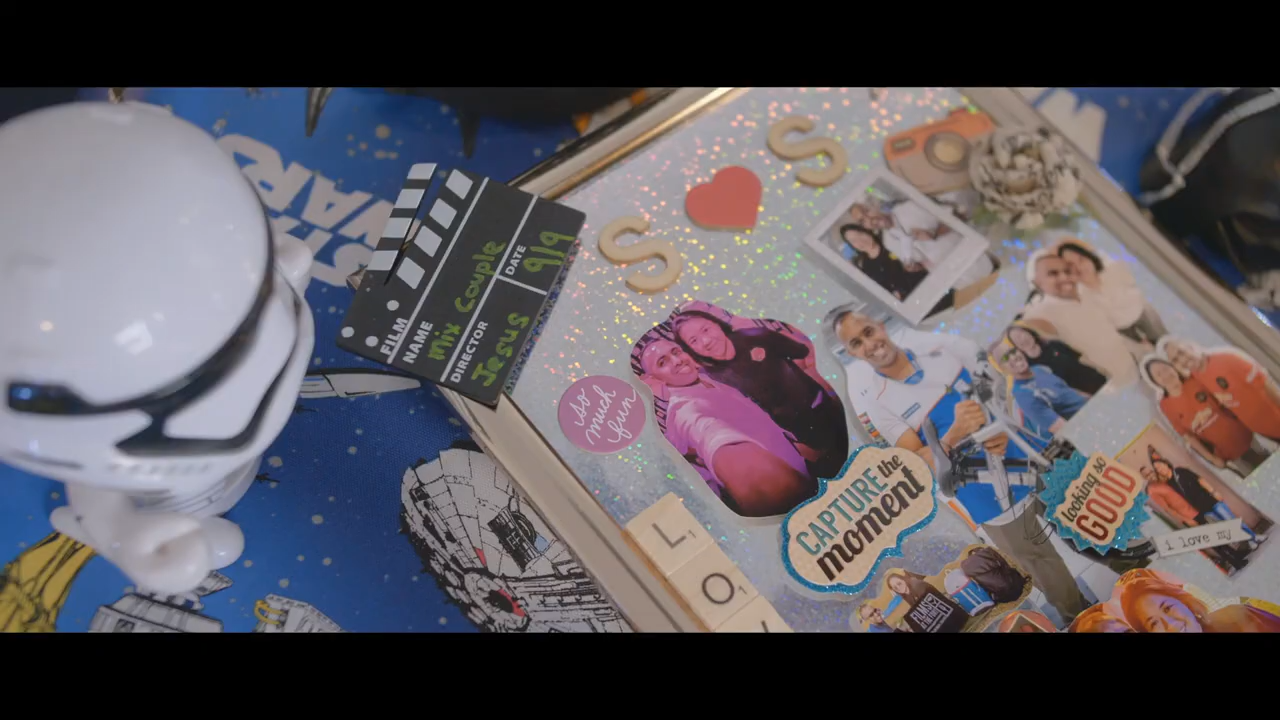 STAR
WARS
FILM
NAME
mix couple
DIRECTOR
Jesus
DATE
9/9
S S
so
much
fun
CAPTURE the
moment
looking so
GOOD
i love my
L
O
FILMS